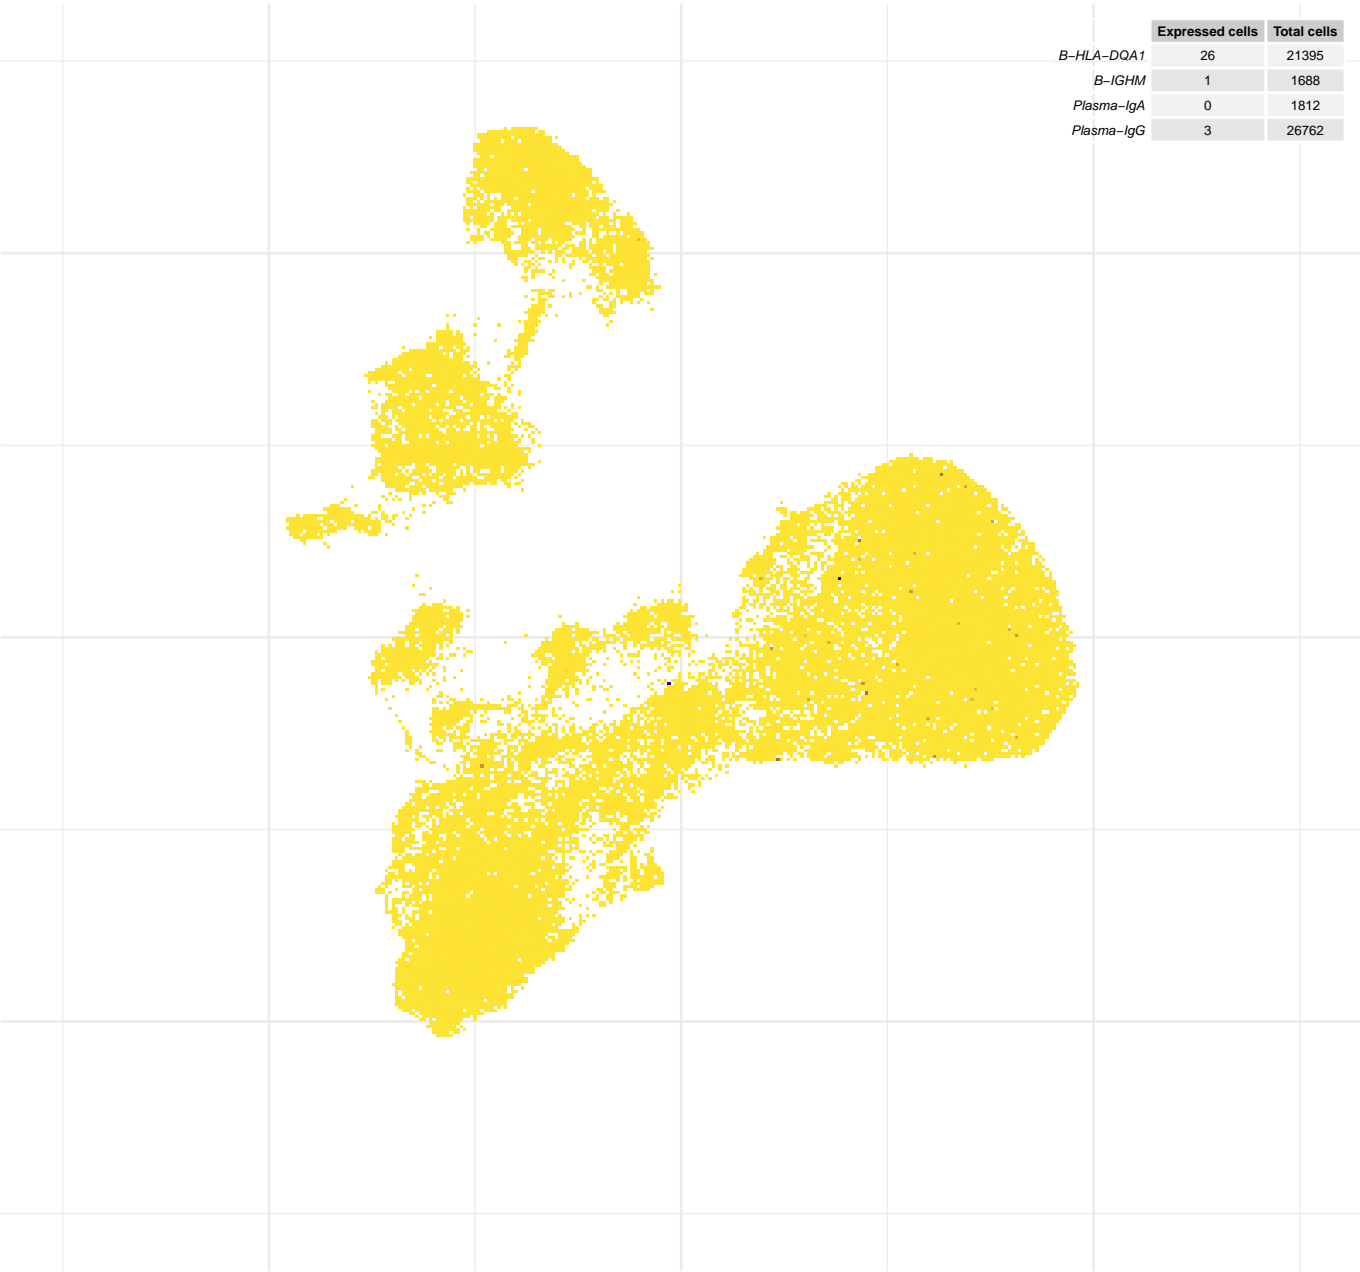 Expressed cells Total cells
B−HLA−DQA1 26 21395
B−IGHM 1 1688
Plasma−IgA 0 1812
Plasma−IgG 3 26762